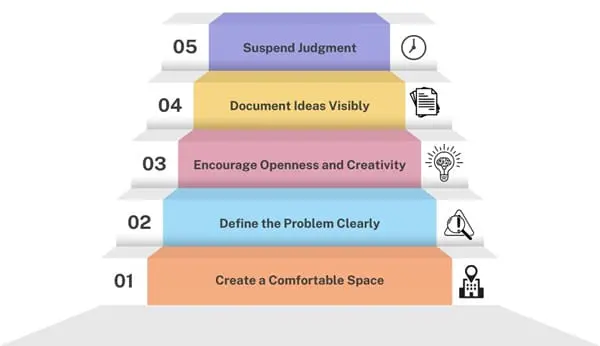 05 Suspend Judgment
04 Document Ideas Visibly
03 Encourage Openness and Creativity
02 Define the Problem Clearly
01 Create a Comfortable Space